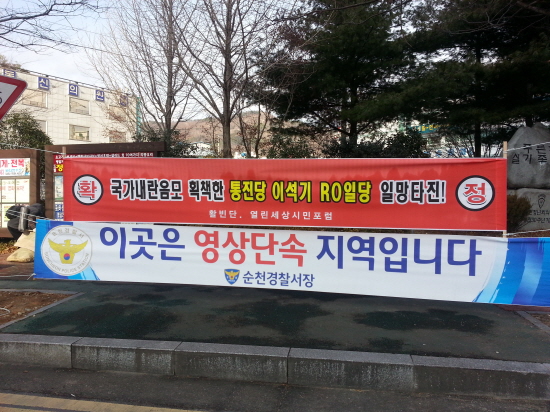 확 국가내란음모 획책한 통진당 이석기 RO일당 일망타진! 정
활빈단. 열린세상시민포럼
이곳은 영상단속 지역입니다
순천경찰서장